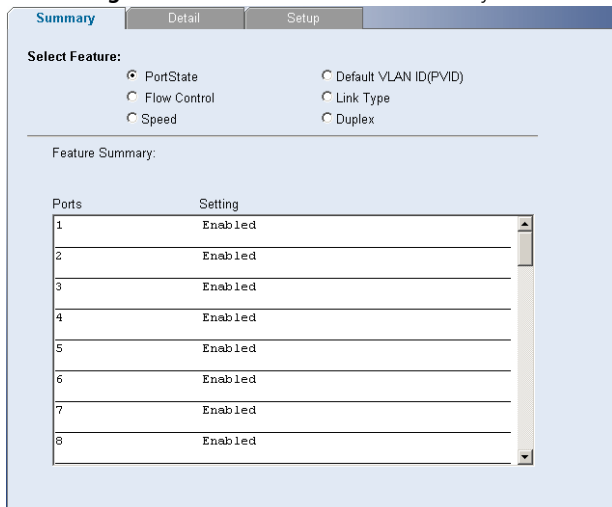 Summary Detail Setup
Select Feature:
PortState Default VLAN ID(PVID)
Flow Control Link Type
Speed Duplex
Feature Summary:
Ports Setting
1 Enabled
2 Enabled
3 Enabled
4 Enabled
5 Enabled
6 Enabled
7 Enabled
8 Enabled